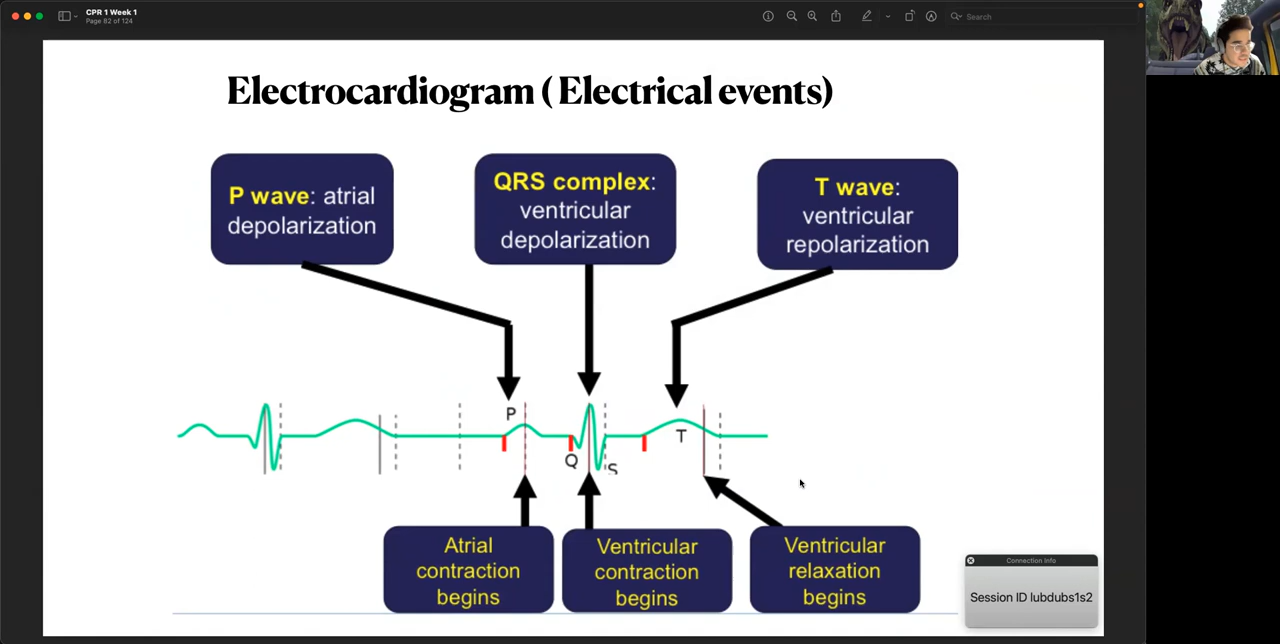 CPR 1 Week 1
Page 82 of 124
Search
Electrocardiogram ( Electrical events)
P wave: atrial
depolarization
QRS complex:
ventricular
depolarization
T wave:
ventricular
repolarization
P
Q
S
T
Atrial
contraction
begins
Ventricular
contraction
begins
Ventricular
relaxation
begins
Connection Info
Session ID lubdubs1s2